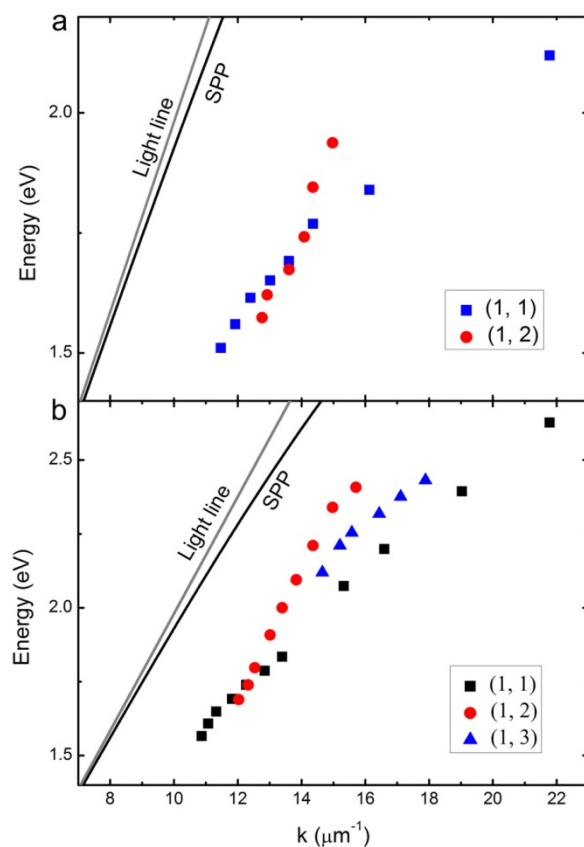 a
Light line
SPP
2.0
1.5
Energy (eV)
(1, 1)
(1, 2)
b
Light line
SPP
2.5
2.0
1.5
Energy (eV)
(1, 1)
(1, 2)
(1, 3)
8 10 12 14 16 18 20 22
k (μm⁻¹)